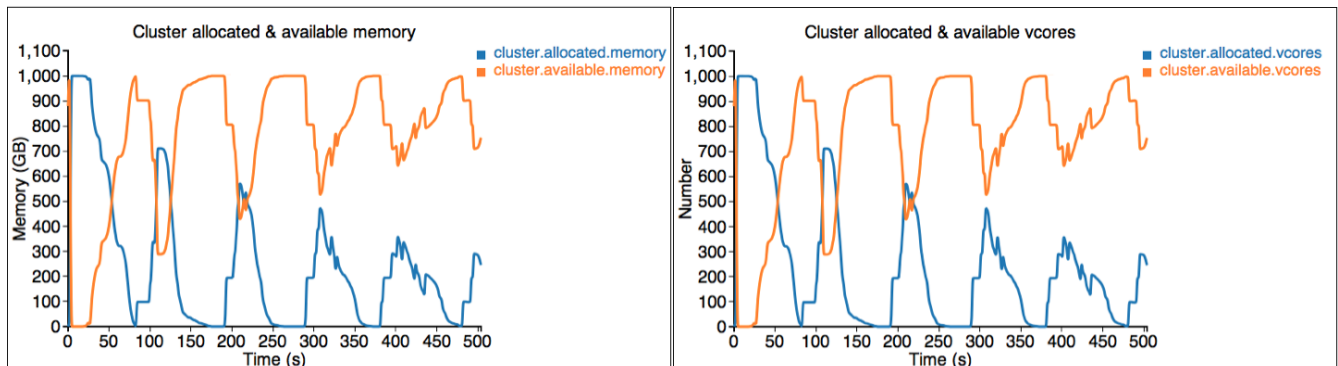 Cluster allocated & available memory
cluster.allocated.memory
cluster.available.memory
Memory (GB)
1,100
1,000
900
800
700
600
500
400
300
200
100
0
0 50 100 150 200 250 300 350 400 450 500
Time (s)
Cluster allocated & available vcores
cluster.allocated.vcores
cluster.available.vcores
Number
1,100
1,000
900
800
700
600
500
400
300
200
100
0
0 50 100 150 200 250 300 350 400 450 500
Time (s)